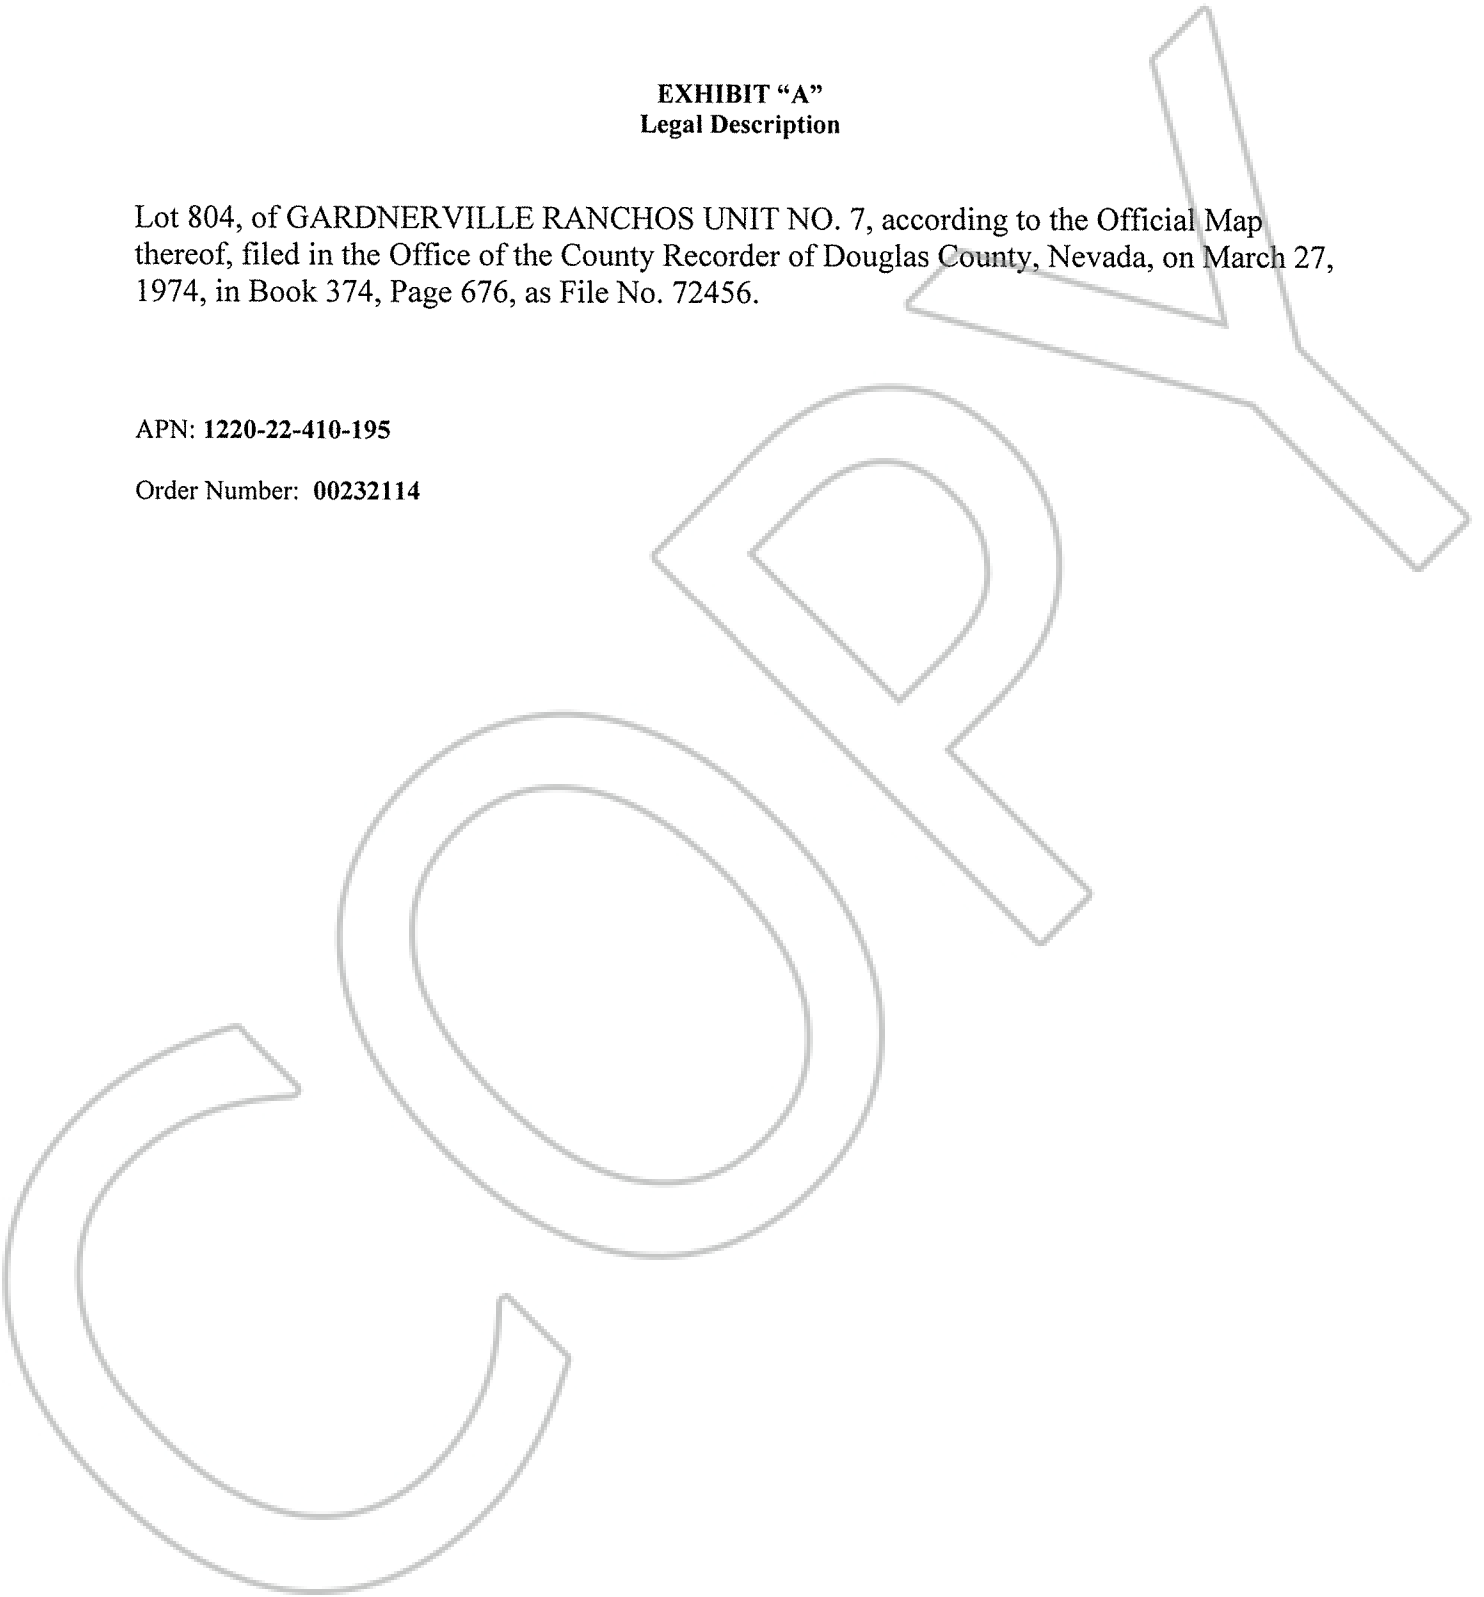 EXHIBIT “A”
Legal Description
Lot 804, of GARDNERVILLE RANCHOS UNIT NO. 7, according to the Official Map
thereof, filed in the Office of the County Recorder of Douglas County, Nevada, on March 27,
1974, in Book 374, Page 676, as File No. 72456.
APN: 1220-22-410-195
Order Number: 00232114
COPY